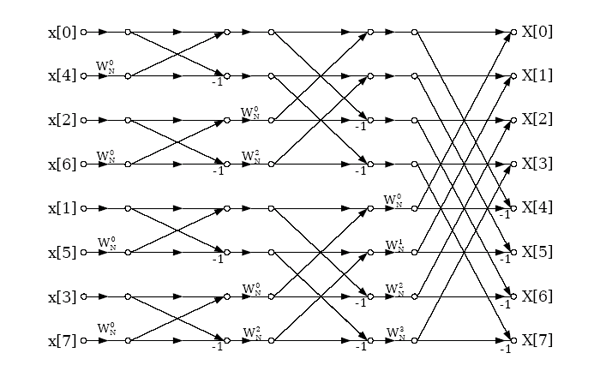 x[0] X[0]
x[4] W_N^0 -1 X[1]
x[2] W_N^0 -1 X[2]
x[6] W_N^0 -1 W_N^2 -1 X[3]
x[1] W_N^0 -1 X[4]
x[5] W_N^0 -1 W_N^1 -1 X[5]
x[3] W_N^0 -1 W_N^2 -1 X[6]
x[7] W_N^0 -1 W_N^2 -1 W_N^3 -1 X[7]